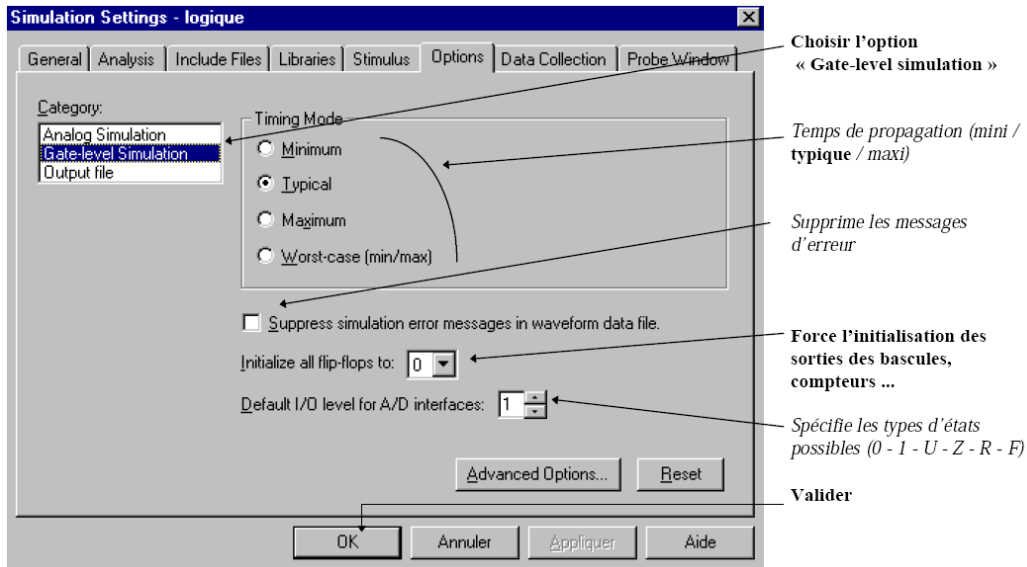 Simulation Settings - logique
General
Analysis
Include Files
Libraries
Stimulus
Options
Data Collection
Probe Window
Category:
Analog Simulation
Gate-level Simulation
Output file
Timing Mode
Minimum
Typical
Maximum
Worst-case (min/max)
Suppress simulation error messages in waveform data file.
Initialize all flip-flops to:
0
Default I/O level for A/D interfaces:
1
Advanced Options...
Reset
OK
Annuler
Appliquer
Aide
Choisir l'option
« Gate-level simulation »
Temps de propagation (mini /
typique / maxi)
Supprime les messages
d'erreur
Force l'initialisation des
sorties des bascules,
compteurs ...
Spécifie les types d'états
possibles (0 - 1 - U - Z - R - F)
Valider